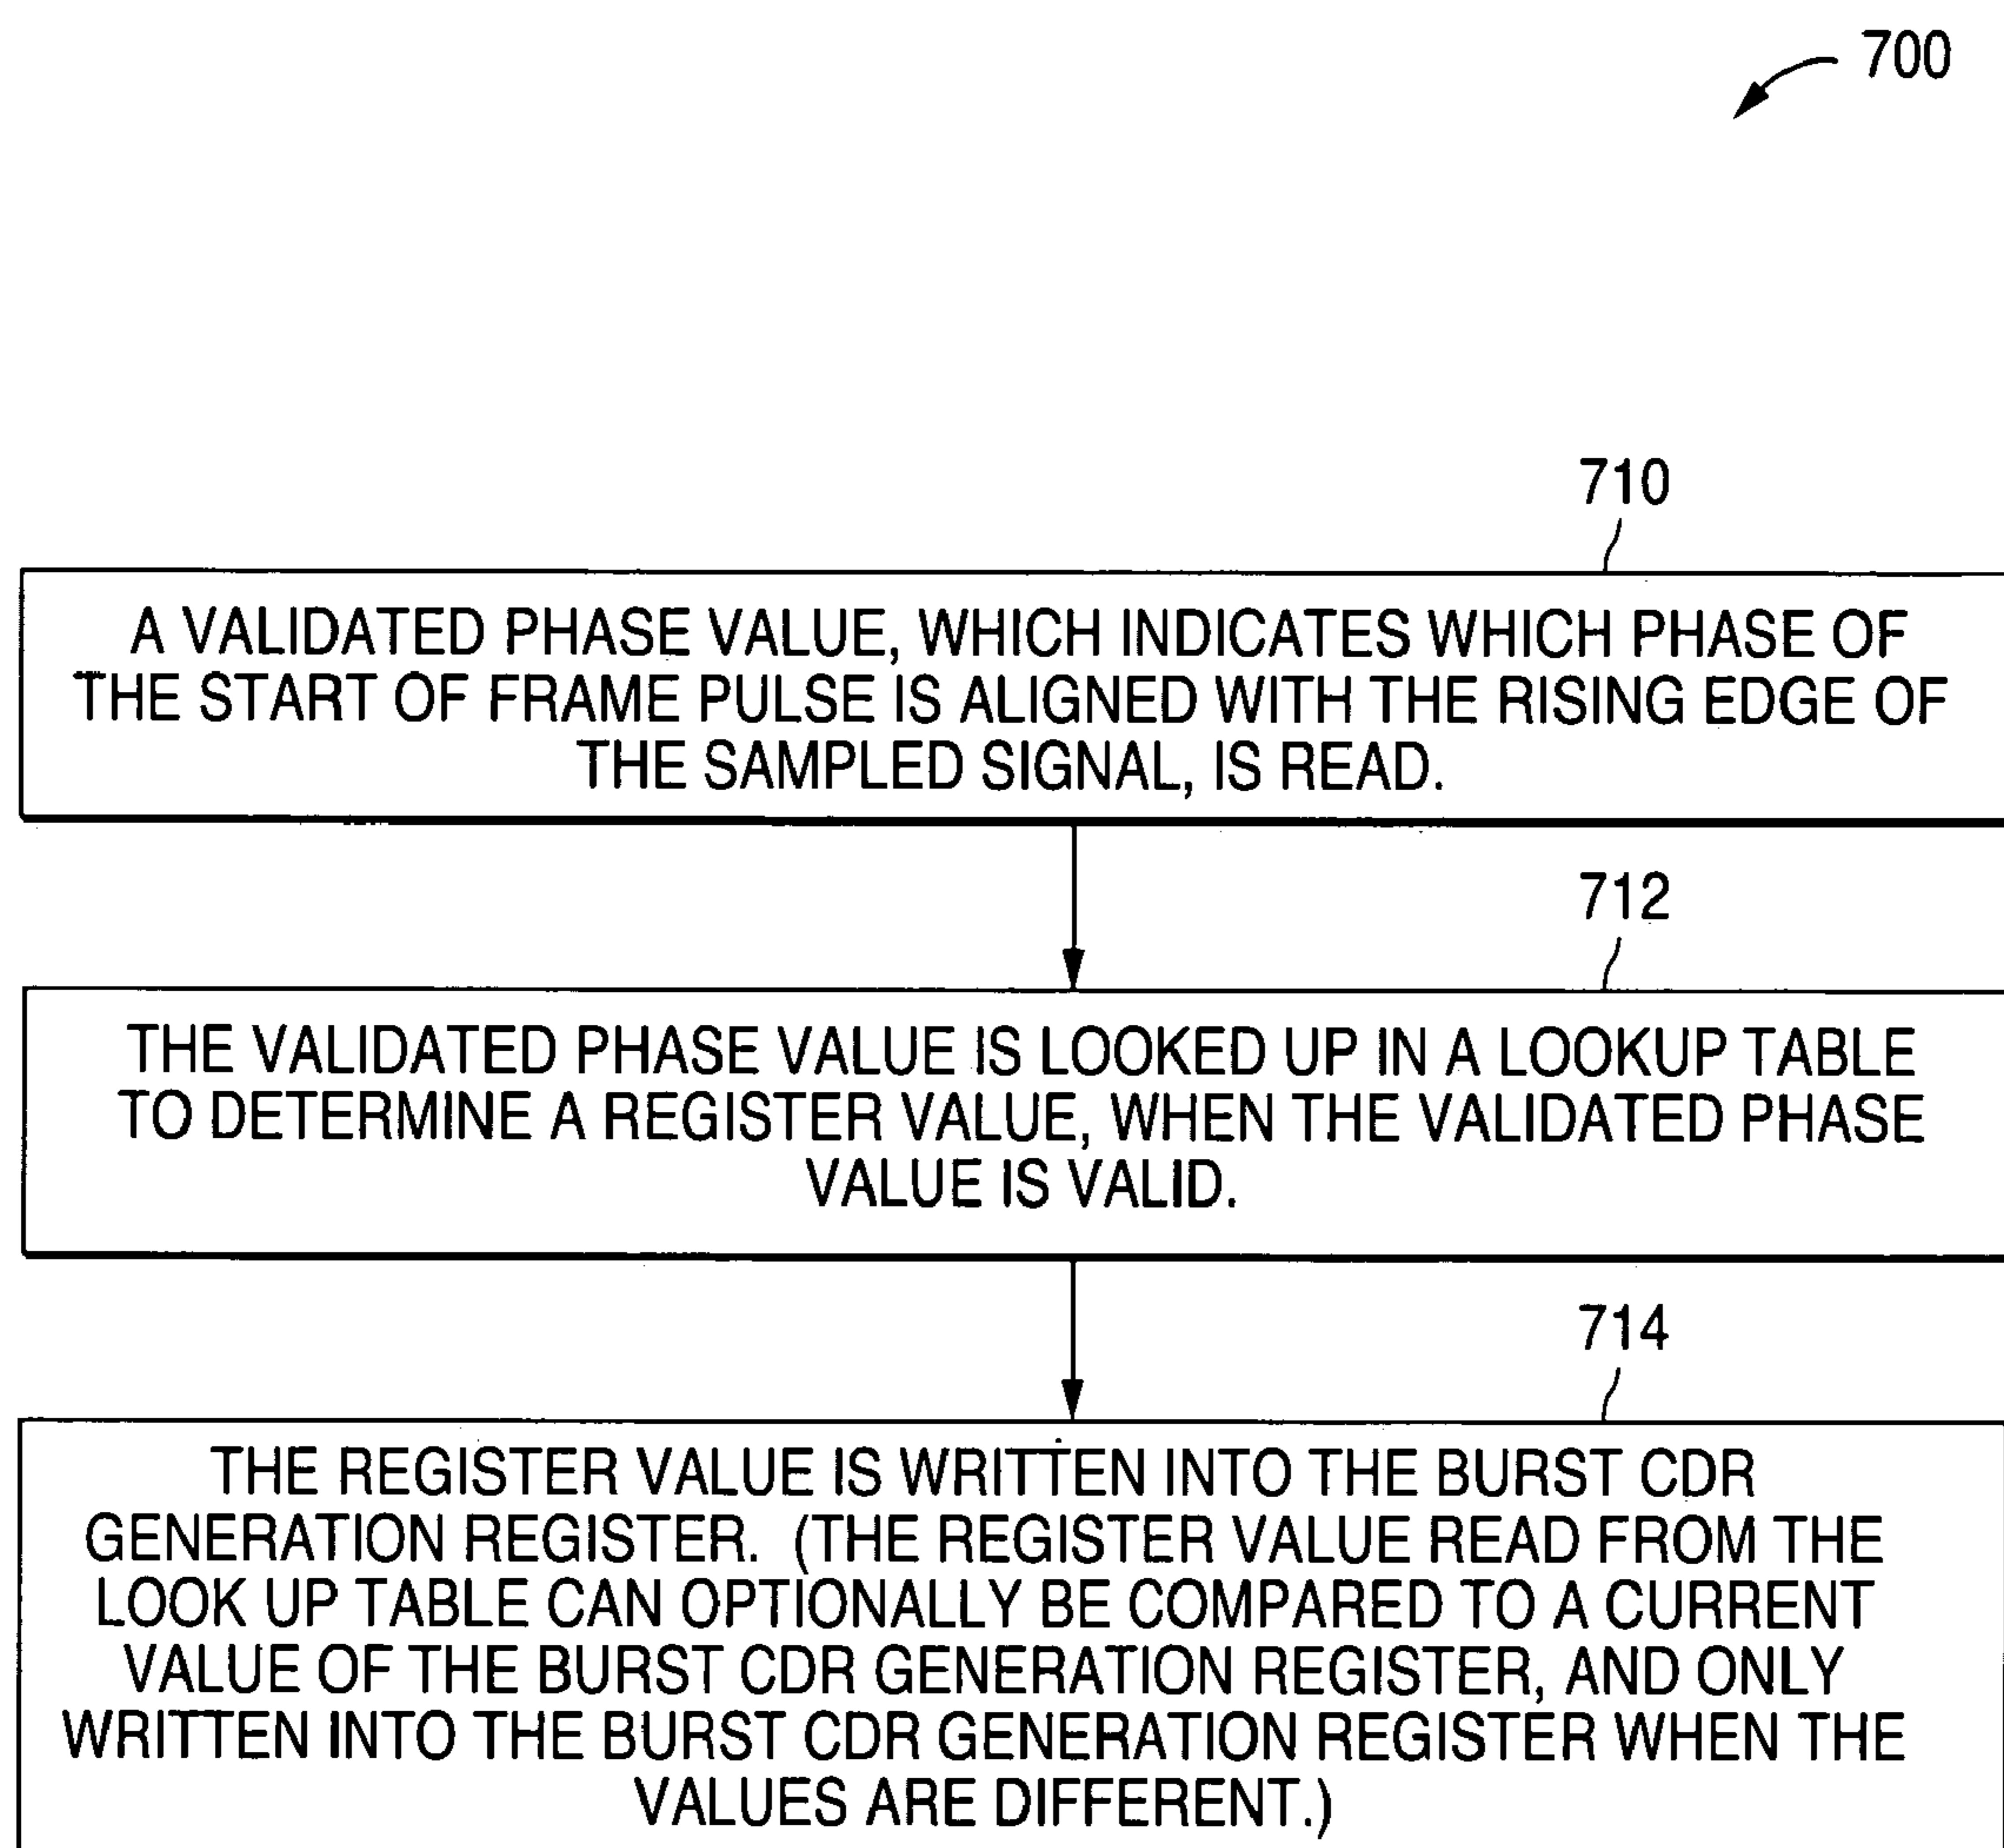 700
710
A VALIDATED PHASE VALUE, WHICH INDICATES WHICH PHASE OF
THE START OF FRAME PULSE IS ALIGNED WITH THE RISING EDGE OF
THE SAMPLED SIGNAL, IS READ.
712
THE VALIDATED PHASE VALUE IS LOOKED UP IN A LOOKUP TABLE
TO DETERMINE A REGISTER VALUE, WHEN THE VALIDATED PHASE
VALUE IS VALID.
714
THE REGISTER VALUE IS WRITTEN INTO THE BURST CDR
GENERATION REGISTER. (THE REGISTER VALUE READ FROM THE
LOOK UP TABLE CAN OPTIONALLY BE COMPARED TO A CURRENT
VALUE OF THE BURST CDR GENERATION REGISTER, AND ONLY
WRITTEN INTO THE BURST CDR GENERATION REGISTER WHEN THE
VALUES ARE DIFFERENT.)